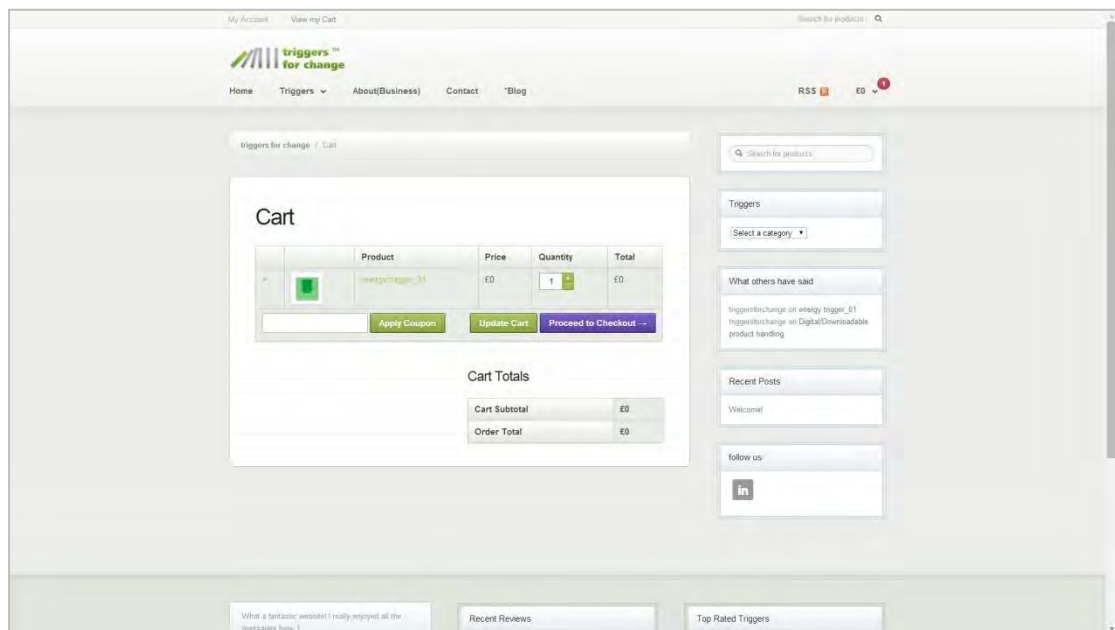 My Account View my Cart Search for products
triggers ™
for change
Home Triggers About(Business) Contact *Blog RSS £0 1
triggers for change / Cart
Search for products
Cart
Product Price Quantity Total
× energy trigger_01 £0 1 £0
Apply Coupon Update Cart Proceed to Checkout →
Cart Totals
Cart Subtotal £0
Order Total £0
Triggers
Select a category
What others have said
triggersforchange on energy trigger_01
triggersforchange on Digital/Downloadable
product handling
Recent Posts
Welcome!
follow us
in
What a fantastic website! I really enjoyed all the
messages here !
Recent Reviews
Top Rated Triggers